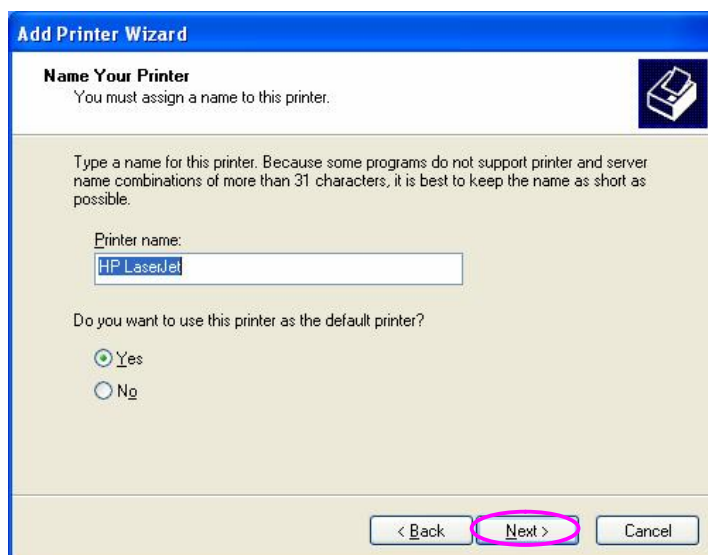 Add Printer Wizard
Name Your Printer
You must assign a name to this printer.
Type a name for this printer. Because some programs do not support printer and server
name combinations of more than 31 characters, it is best to keep the name as short as
possible.
Printer name:
HP LaserJet
Do you want to use this printer as the default printer?
Yes
No
< Back Next > Cancel